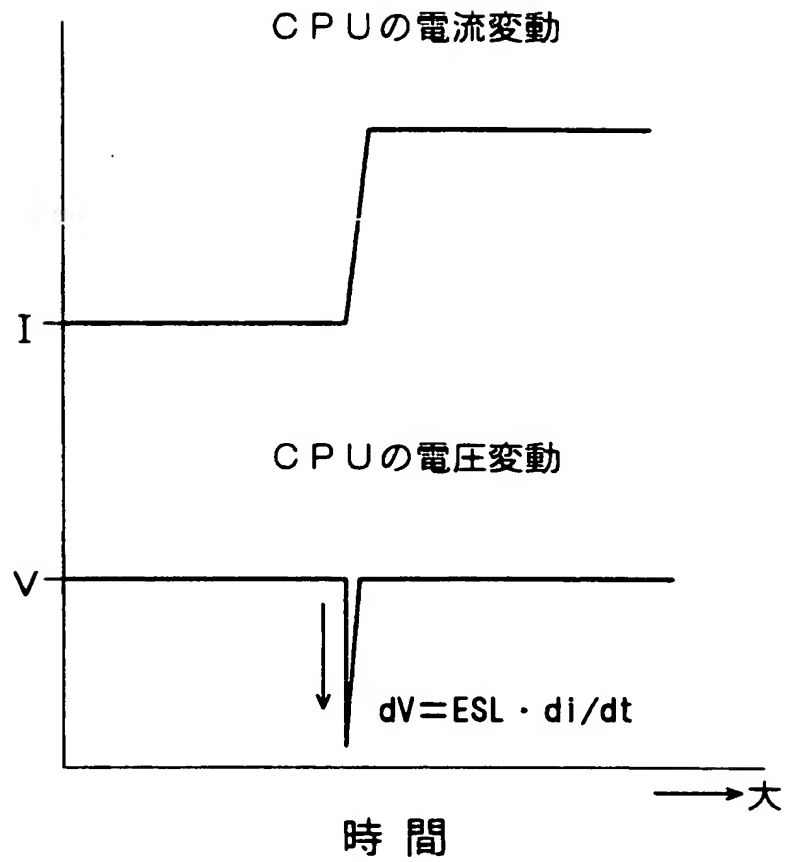 CPUの電流変動
I
CPUの電圧変動
V
dV=ESL・di/dt
大
時間